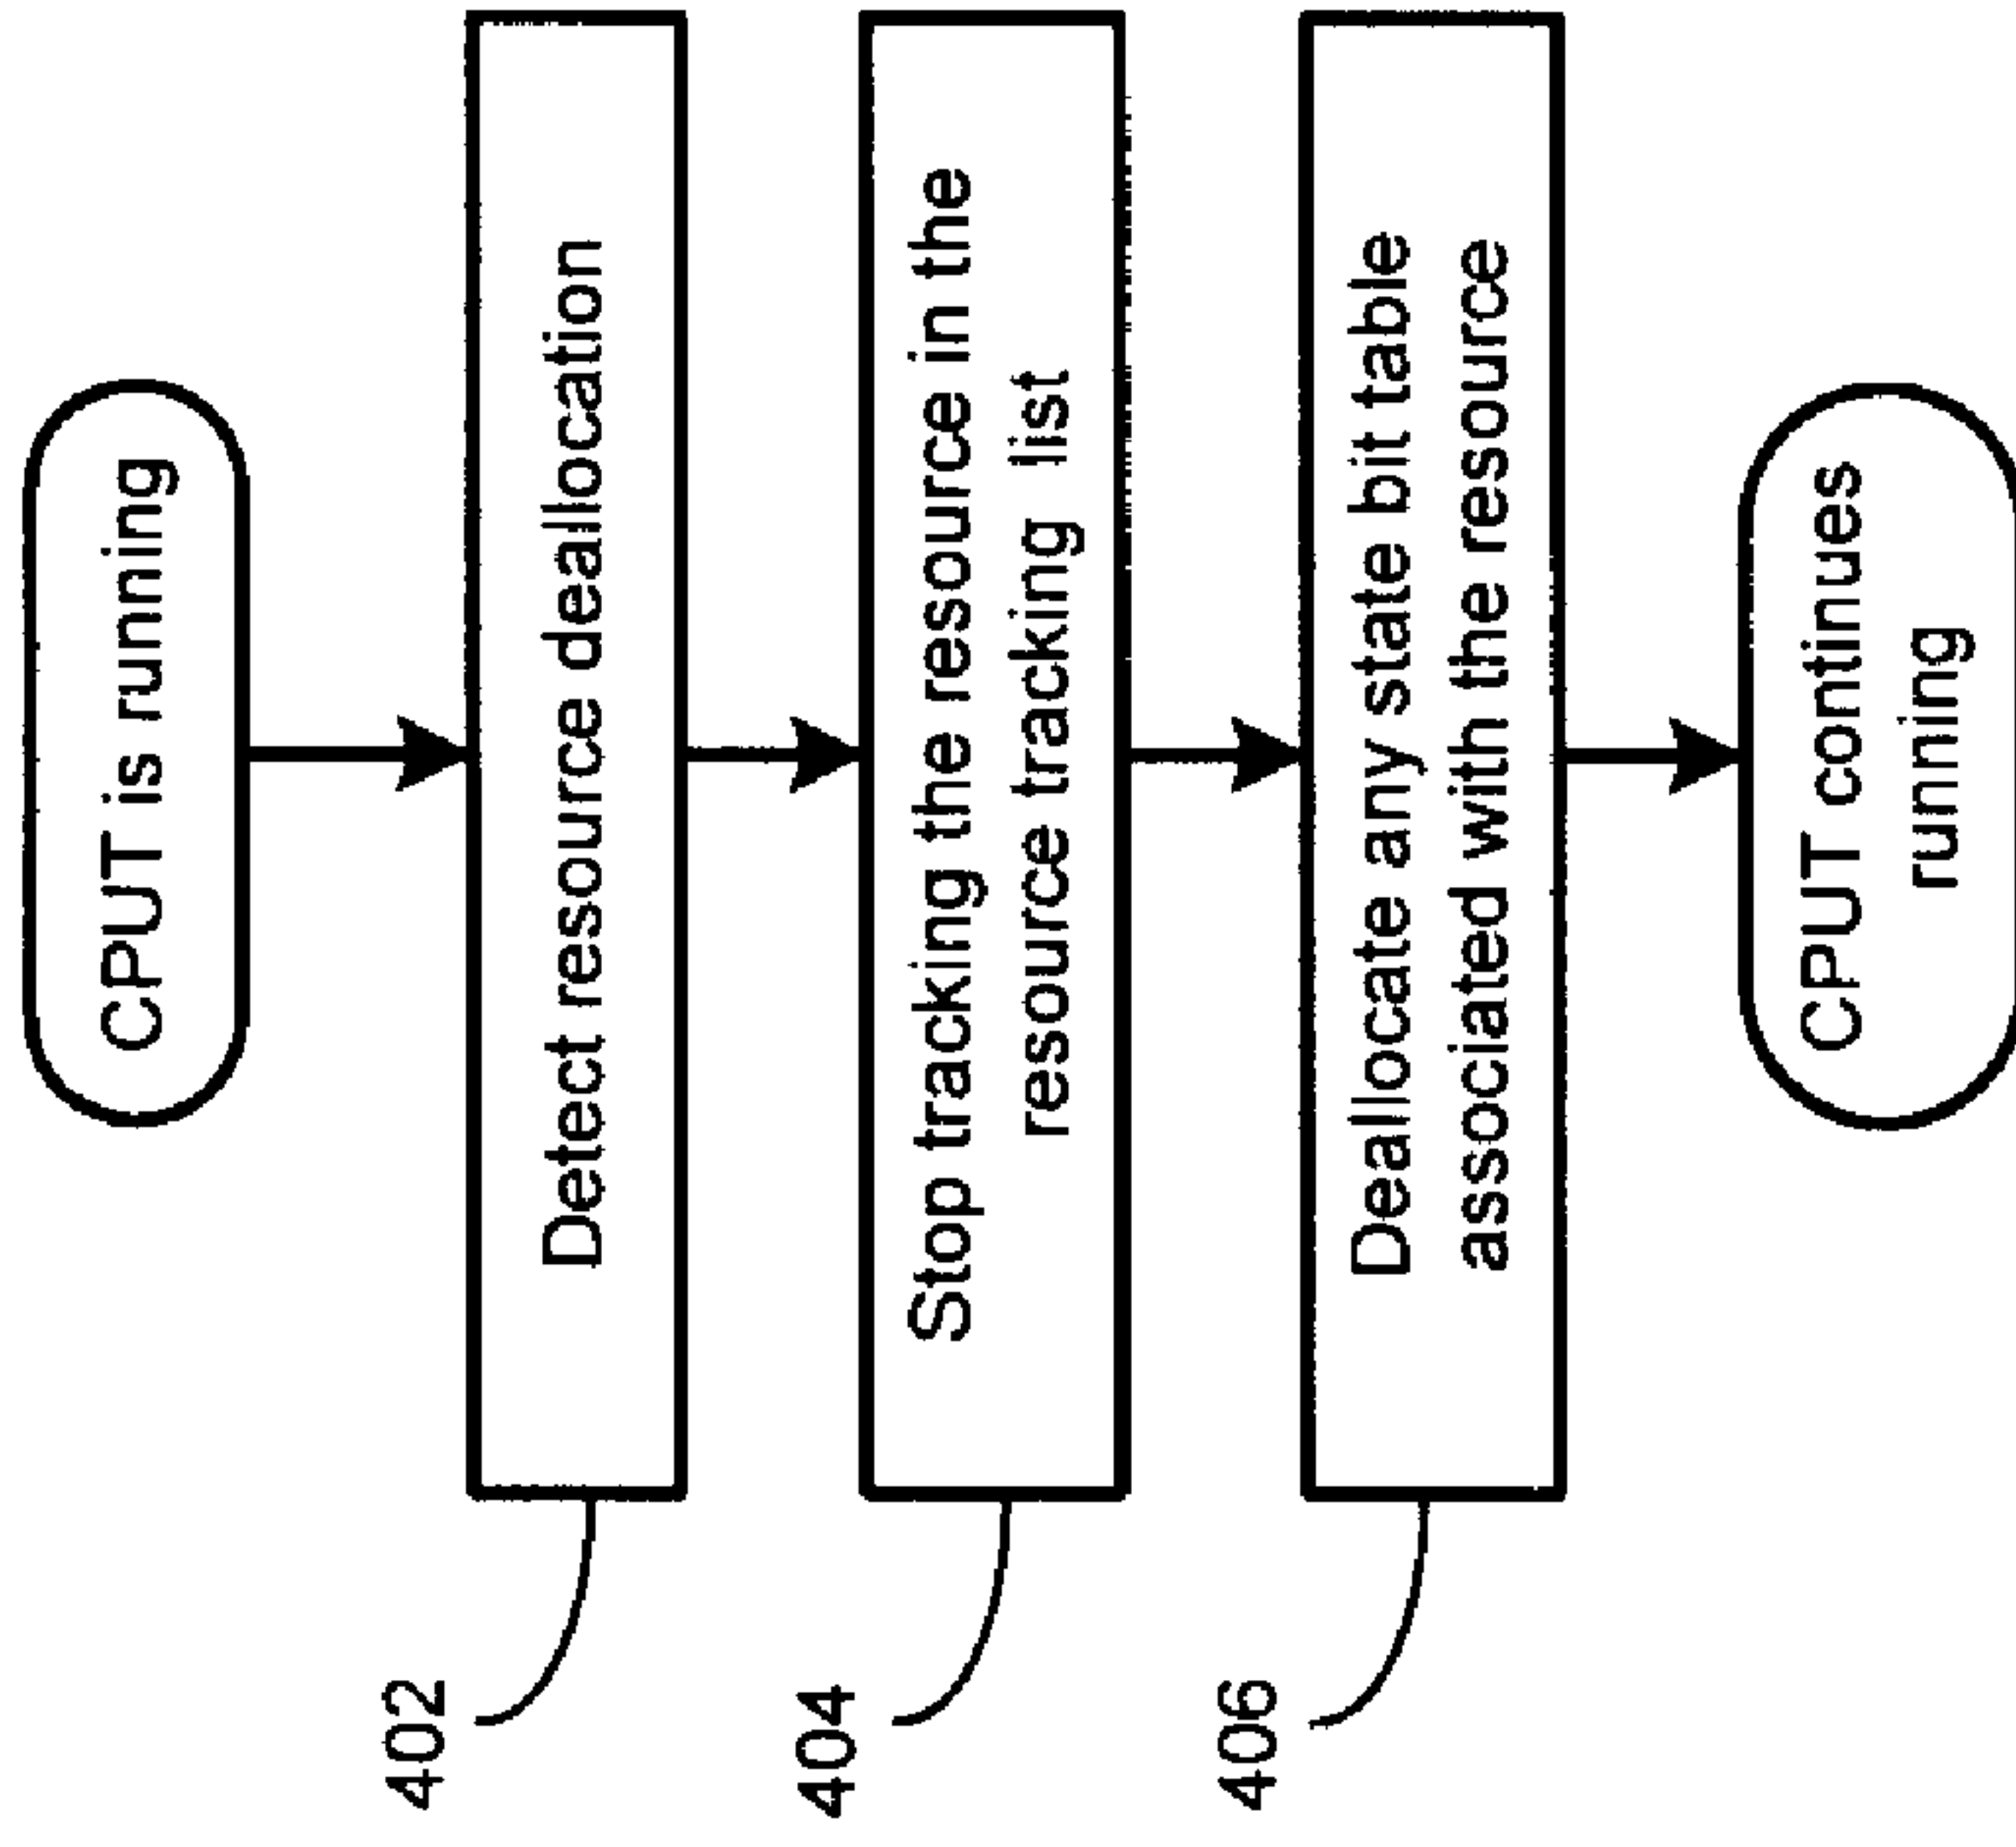 CPUT is running
402
Detect resource deallocation
404
Stop tracking the resource in the
resource tracking list
406
Deallocate any state bit table
associated with the resource
CPUT continues
running